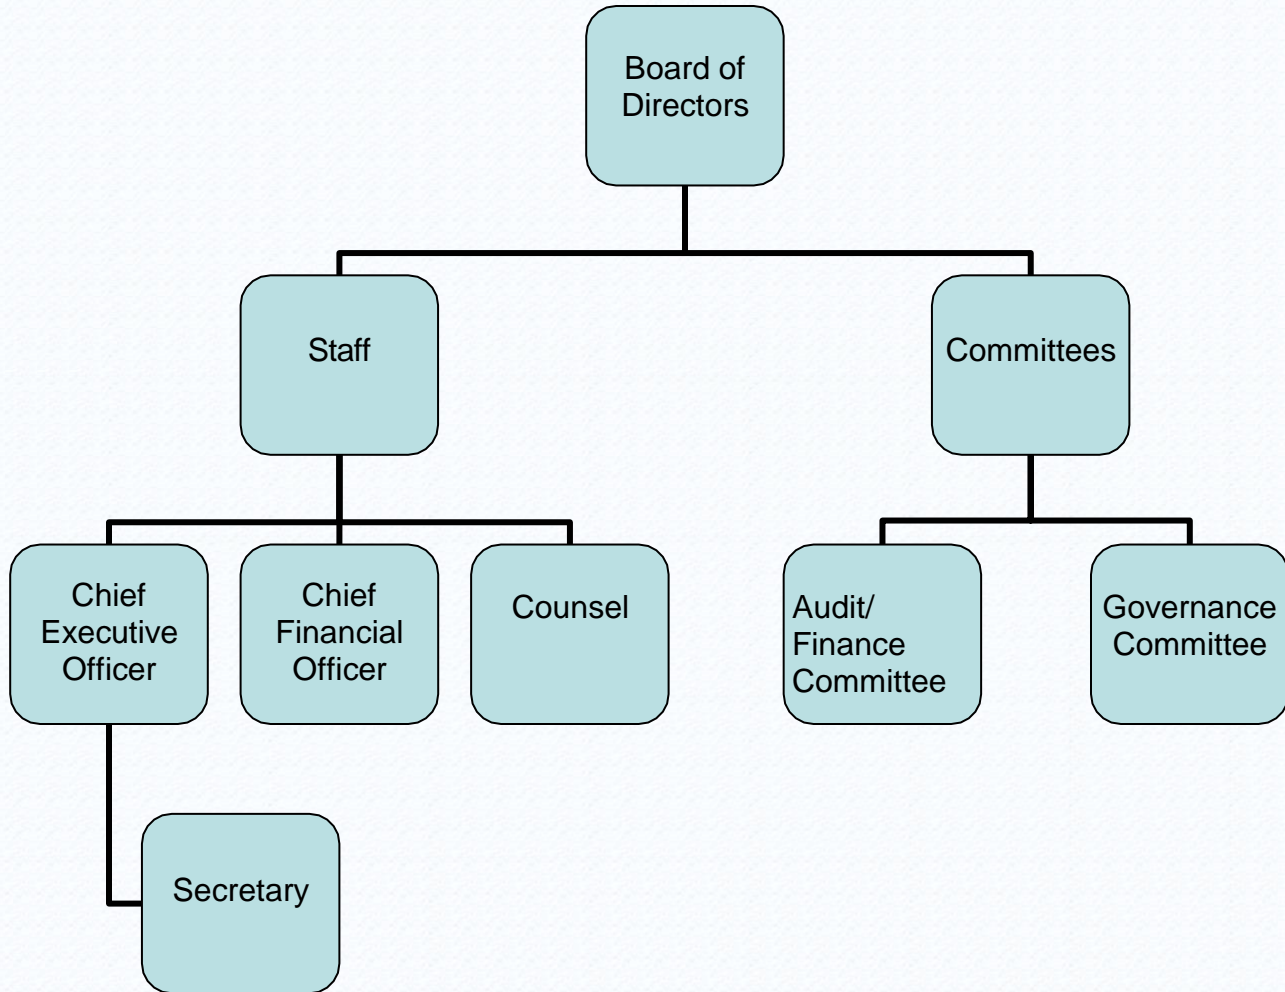 Board of
Directors
Staff
Committees
Chief
Executive
Officer
Chief
Financial
Officer
Counsel
Audit/
Finance
Committee
Governance
Committee
Secretary